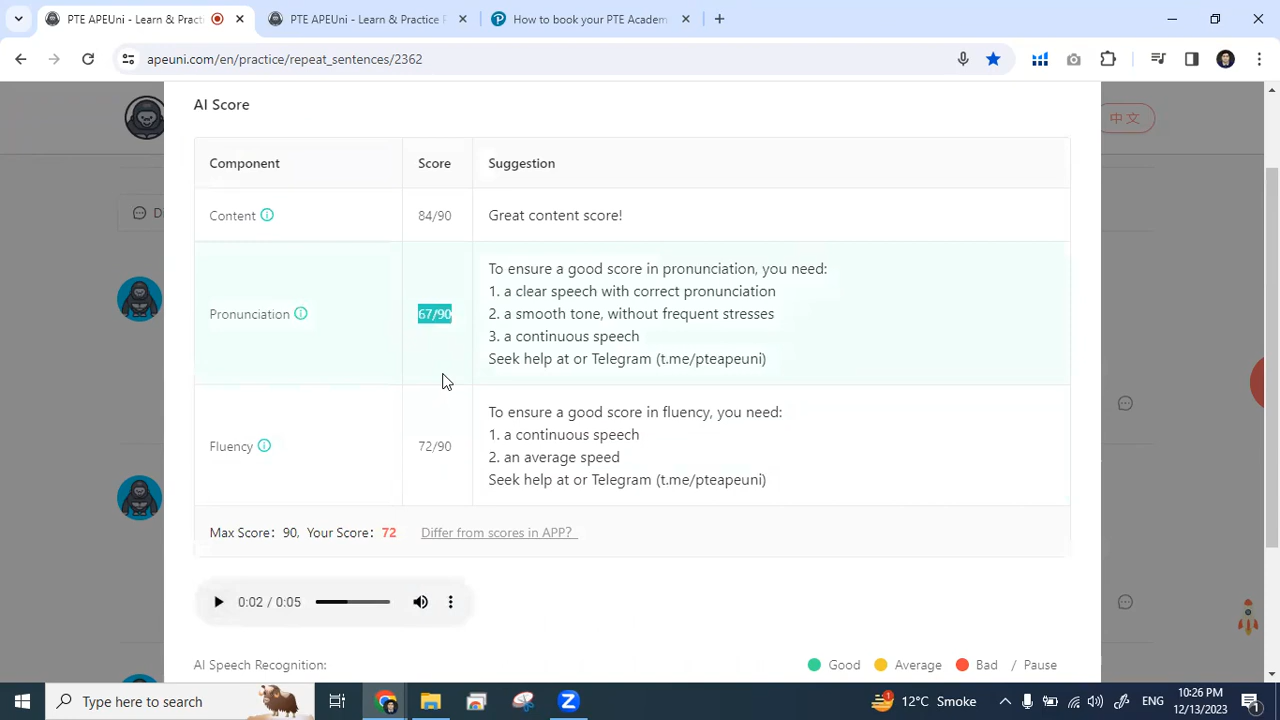 PTE APEUni - Learn & Practi
PTE APEUni - Learn & Practice F
How to book your PTE Academ
apeuni.com/en/practice/repeat_sentences/2362
中文
AI Score
Component Score Suggestion
Content 84/90 Great content score!
To ensure a good score in pronunciation, you need:
1. a clear speech with correct pronunciation
Pronunciation 67/90 2. a smooth tone, without frequent stresses
3. a continuous speech
Seek help at or Telegram (t.me/pteapeuni)
To ensure a good score in fluency, you need:
1. a continuous speech
Fluency 72/90
2. an average speed
Seek help at or Telegram (t.me/pteapeuni)
Max Score: 90, Your Score: 72 Differ from scores in APP?
0:02 / 0:05
AI Speech Recognition: Good Average Bad / Pause
Type here to search
1
12°C Smoke
ENG
10:26 PM
12/13/2023
1